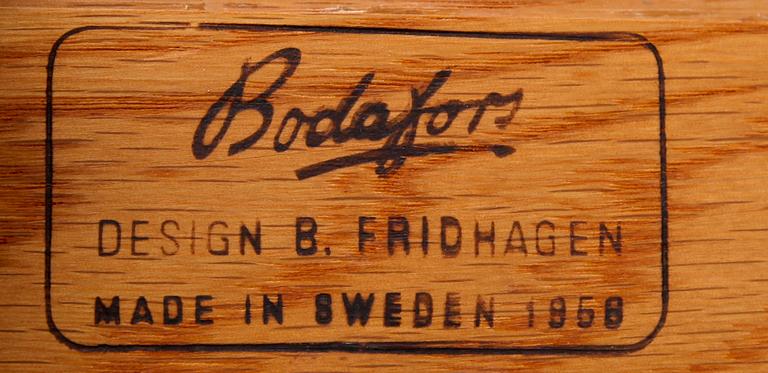 Bodafors
DESIGN B. FRIDHAGEN
MADE IN SWEDEN 1958